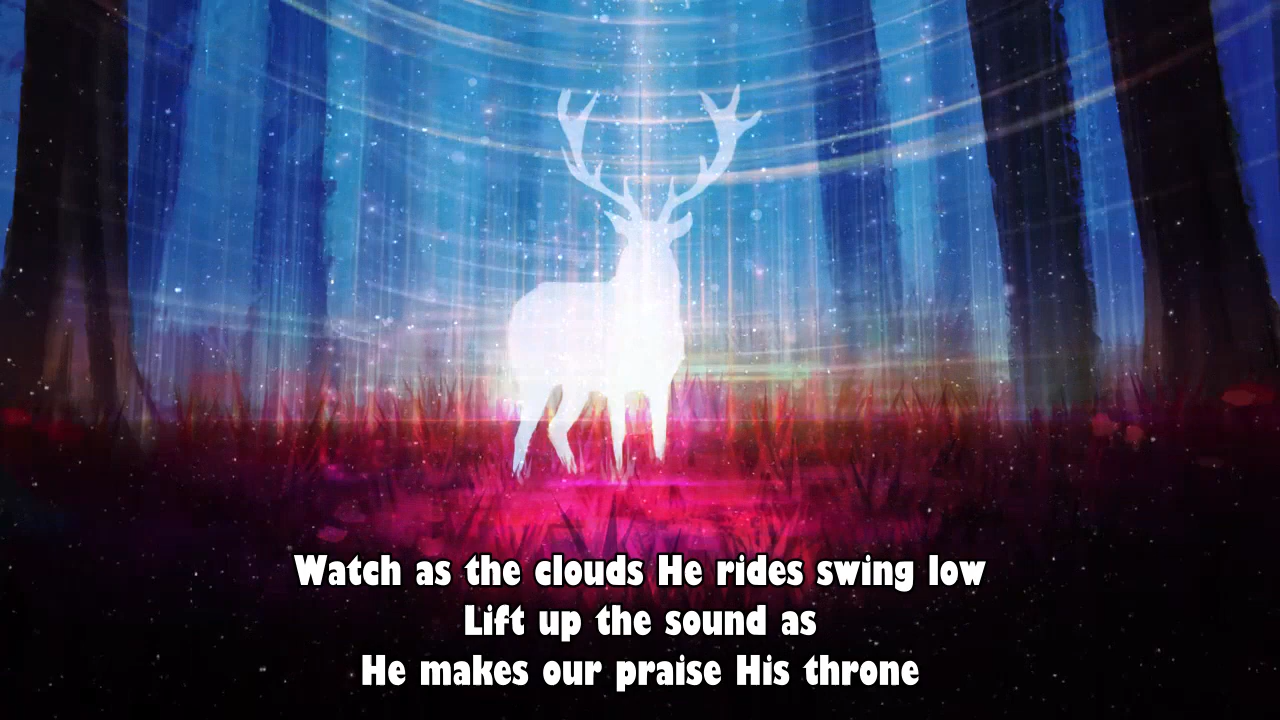 Watch as the clouds He rides swing low
Lift up the sound as
He makes our praise His throne